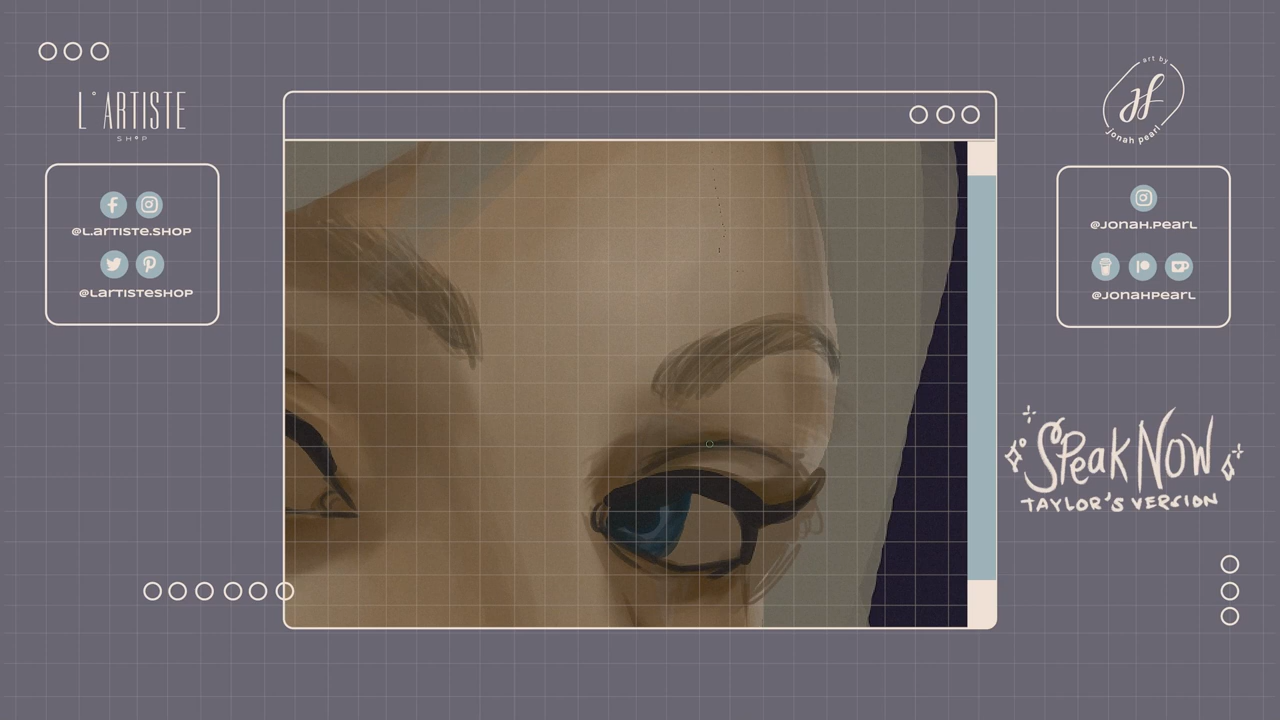 L'ARTISTE
SHOP
@L.ARTISTE.SHOP
@LARTISTESHOP
art by
jonah pearl
@JONAH.PEARL
@JONAHPEARL
SPEAK NOW
TAYLOR'S VERSION